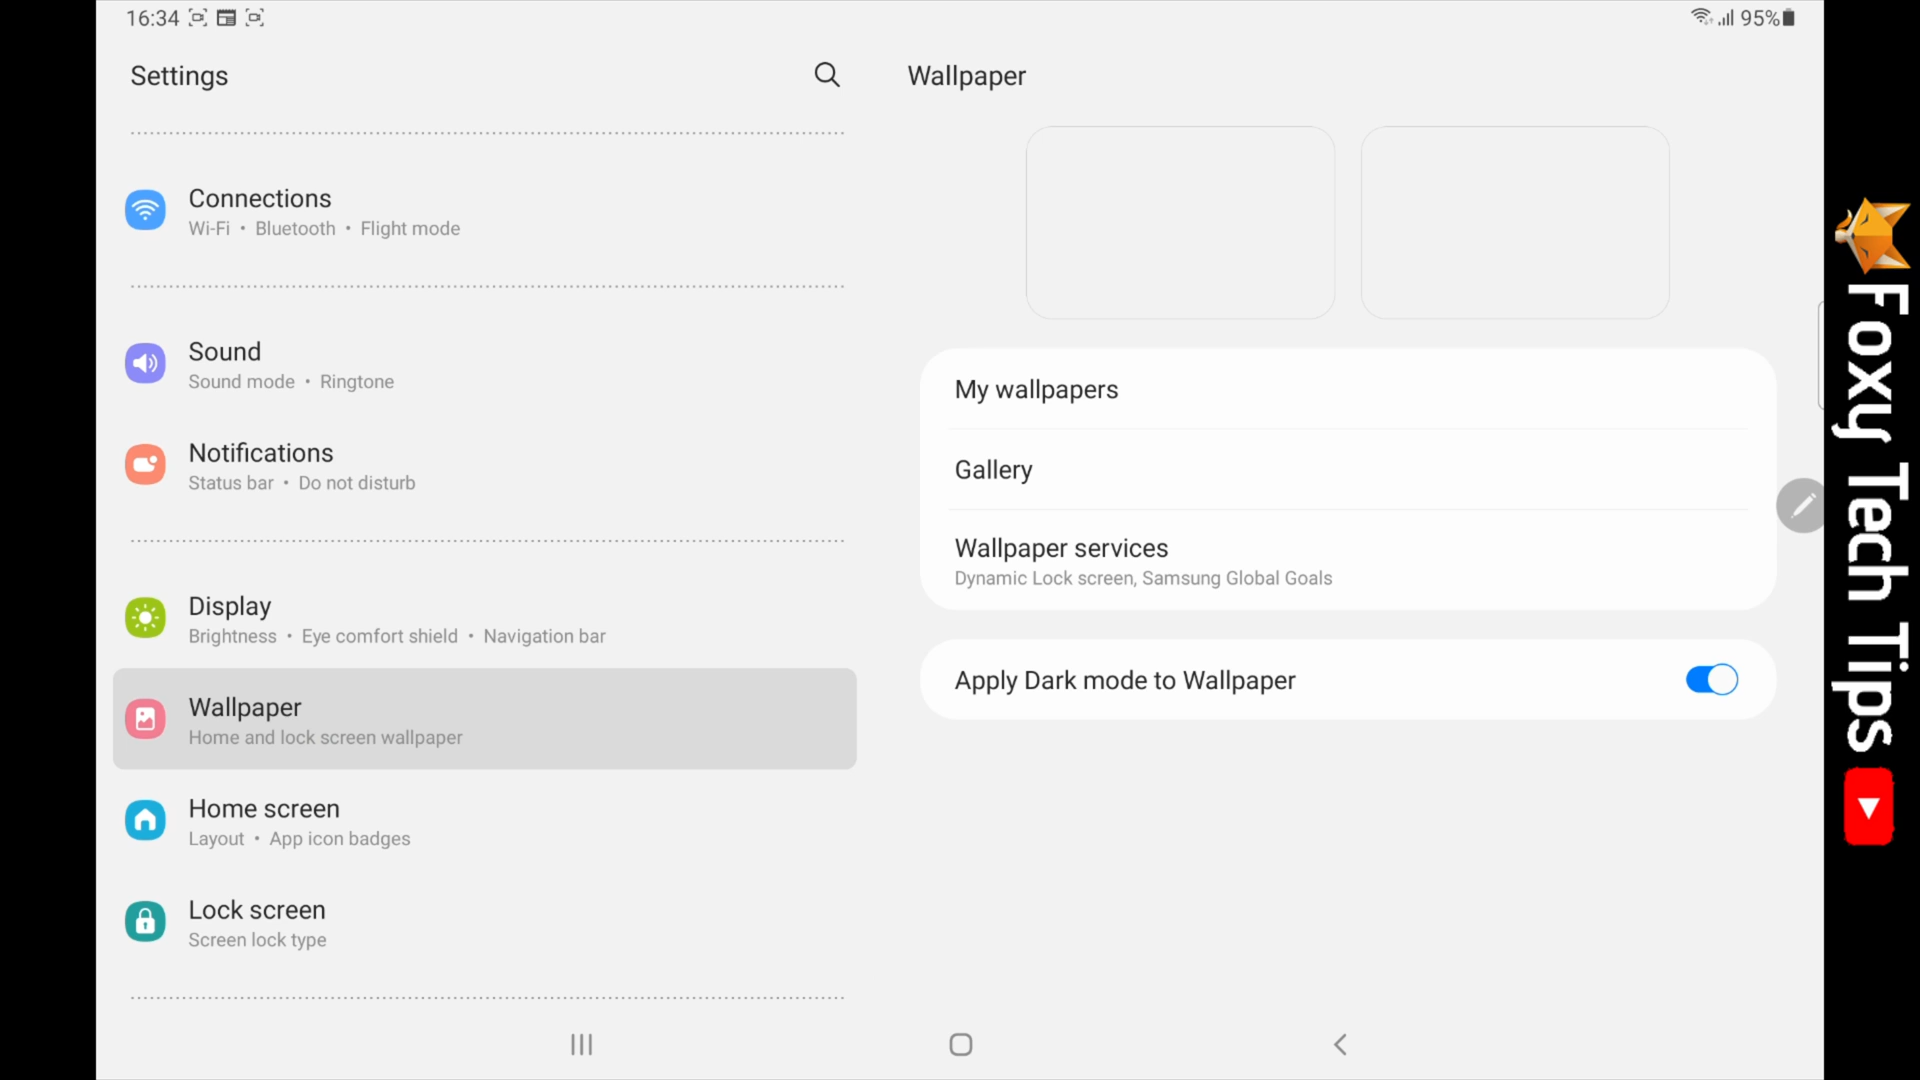 16:34
95%
Settings
Wallpaper
Connections
Wi-Fi • Bluetooth • Flight mode
Sound
Sound mode • Ringtone
Notifications
Status bar • Do not disturb
Display
Brightness • Eye comfort shield • Navigation bar
Wallpaper
Home and lock screen wallpaper
Home screen
Layout • App icon badges
Lock screen
Screen lock type
My wallpapers
Gallery
Wallpaper services
Dynamic Lock screen, Samsung Global Goals
Apply Dark mode to Wallpaper
Foxy Tech Tips